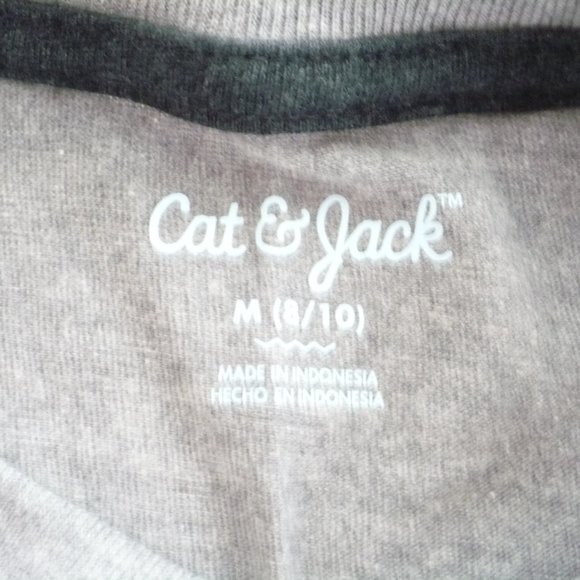 Cat & Jack™
M (8/10)
MADE IN INDONESIA
HECHO EN INDONESIA